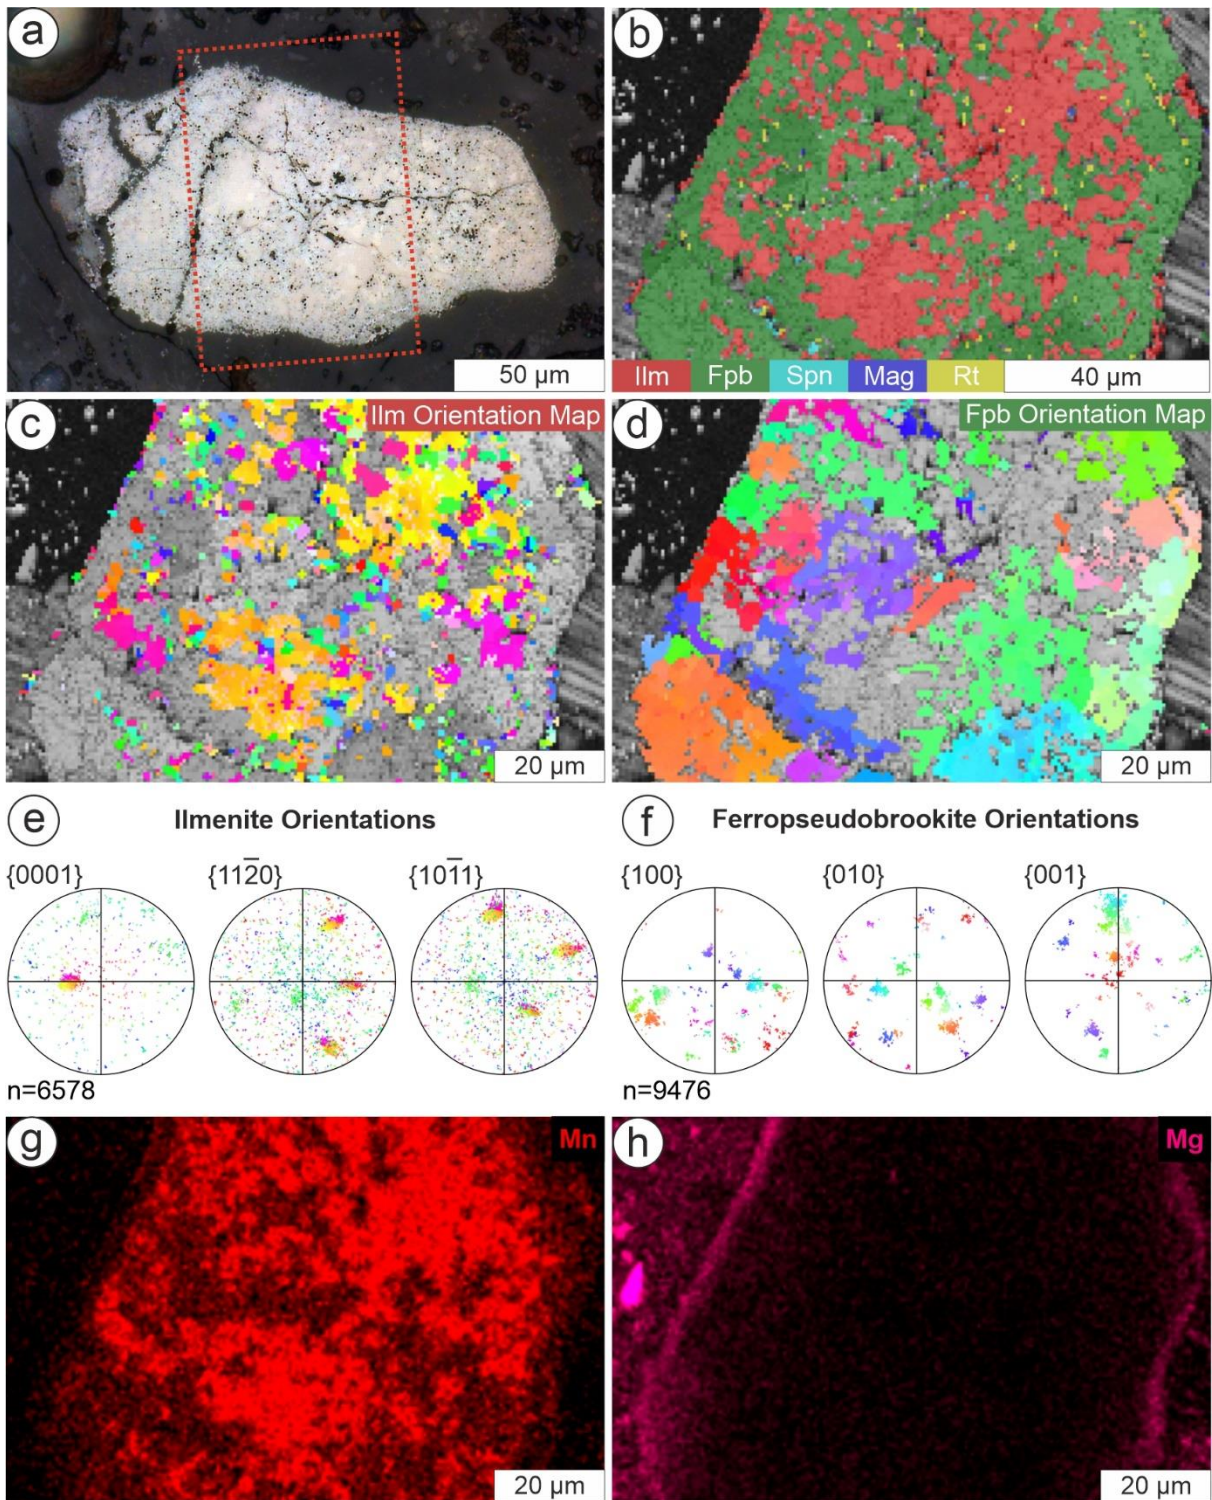 a
50 µm
b
Ilm Fpb Spn Mag Rt 40 µm
c
Ilm Orientation Map
20 µm
d
Fpb Orientation Map
20 µm
e Ilmenite Orientations
{0001} {112̅0} {101̅1}
n=6578
f Ferropseudobrookite Orientations
{100} {010} {001}
n=9476
g
Mn
20 µm
h
Mg
20 µm